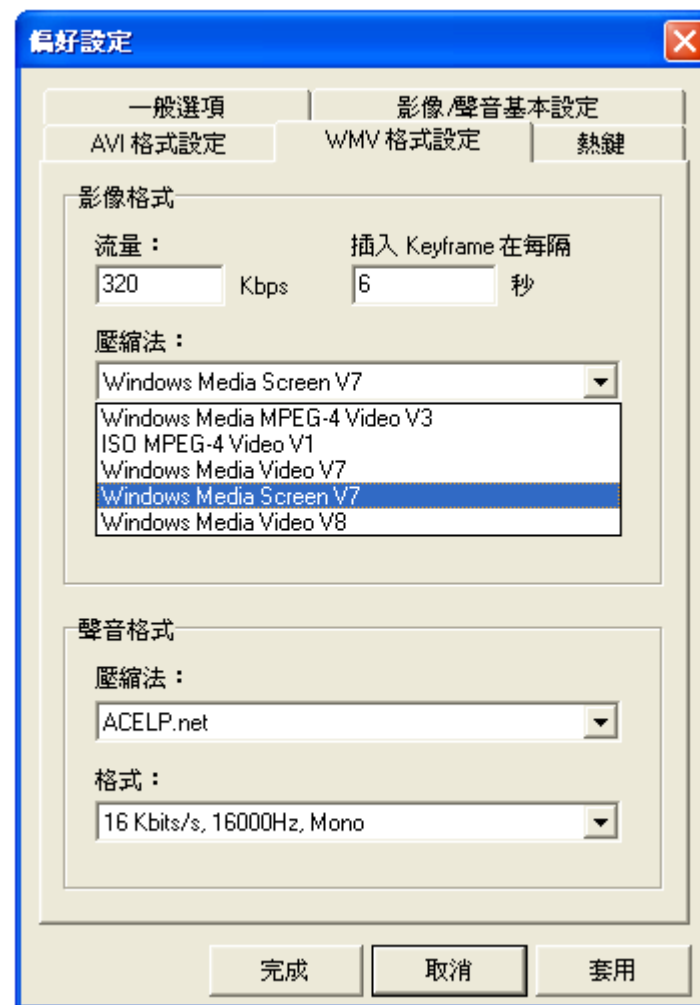 偏好設定
一般選項 影像/聲音基本設定
AVI 格式設定 WMV 格式設定 熱鍵
影像格式
流量： 插入 Keyframe 在每隔
320 Kbps 6 秒
壓縮法：
Windows Media Screen V7
Windows Media MPEG-4 Video V3
ISO MPEG-4 Video V1
Windows Media Video V7
Windows Media Screen V7
Windows Media Video V8
聲音格式
壓縮法：
ACELP.net
格式：
16 Kbits/s, 16000Hz, Mono
完成 取消 套用